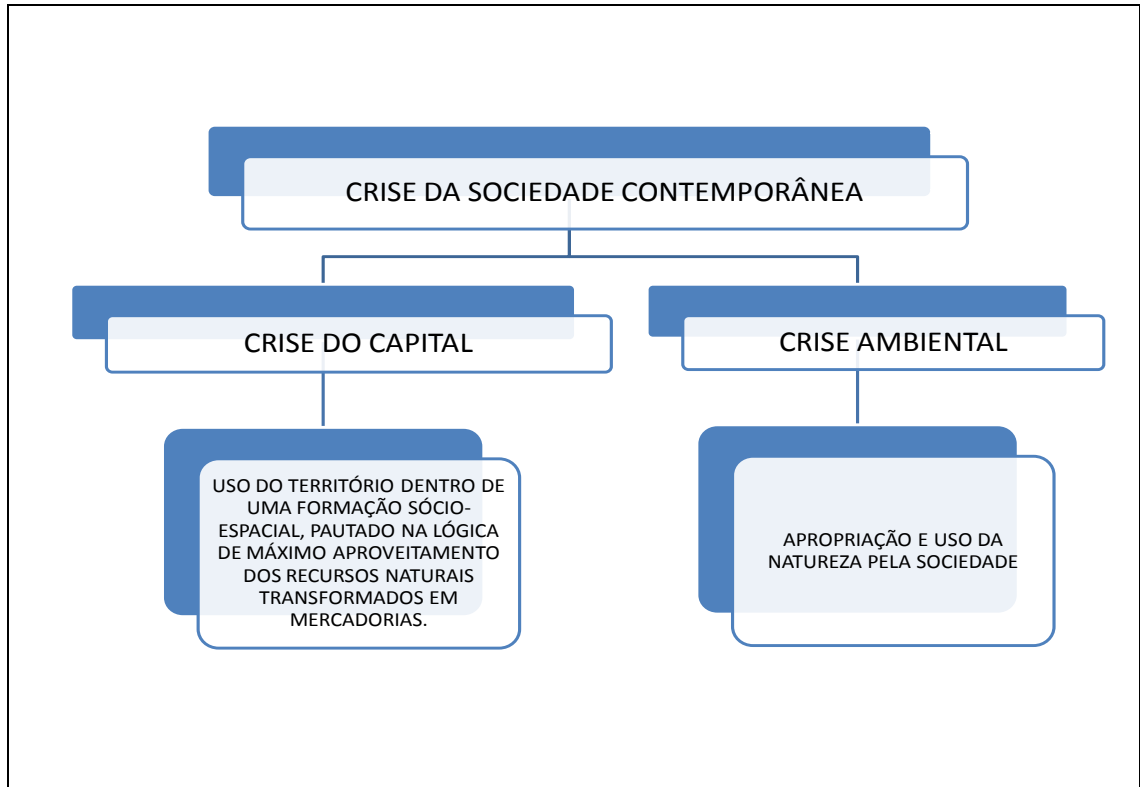 CRISE DA SOCIEDADE CONTEMPORÂNEA
CRISE DO CAPITAL
CRISE AMBIENTAL
USO DO TERRITÓRIO DENTRO DE
UMA FORMAÇÃO SÓCIO-
ESPACIAL, PAUTADO NA LÓGICA
DE MÁXIMO APROVEITAMENTO
DOS RECURSOS NATURAIS
TRANSFORMADOS EM
MERCADORIAS.
APROPRIAÇÃO E USO DA
NATUREZA PELA SOCIEDADE